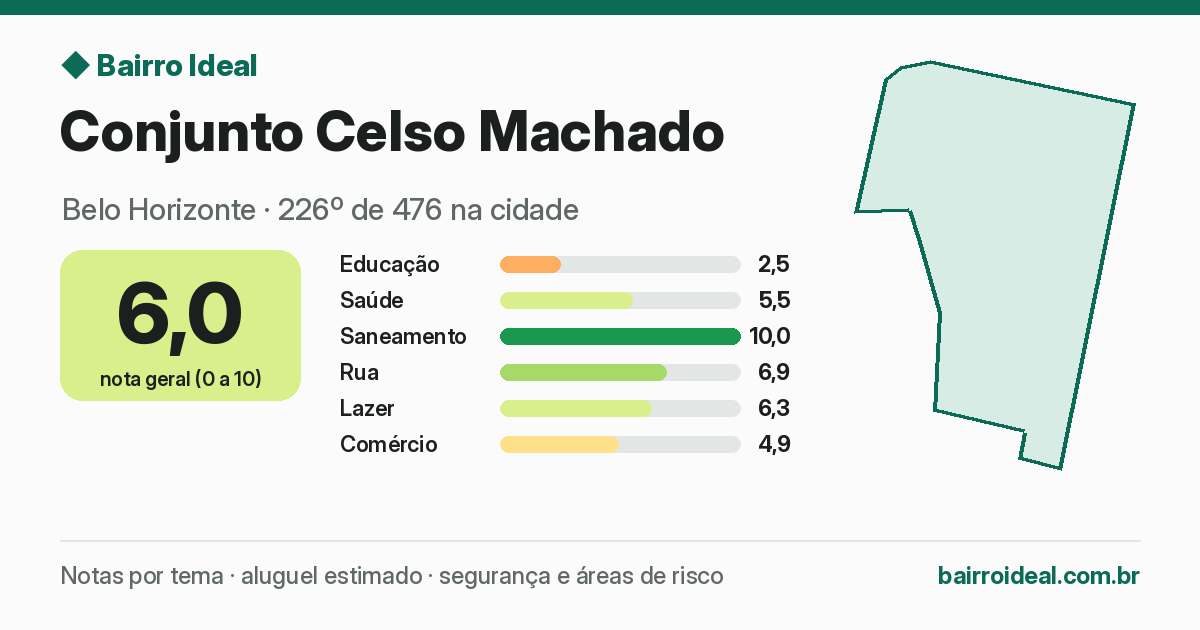 Bairro Ideal
Conjunto Celso Machado
Belo Horizonte · 226º de 476 na cidade
6,0
nota geral (0 a 10)
Educação 2,5
Saúde 5,5
Saneamento 10,0
Rua 6,9
Lazer 6,3
Comércio 4,9
Notas por tema · aluguel estimado · segurança e áreas de risco
bairroideal.com.br